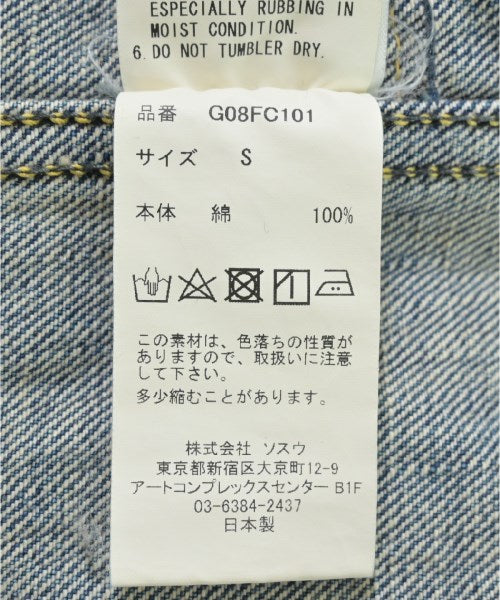 ESPECIALLY RUBBING IN
MOIST CONDITION.
6. DO NOT TUMBLER DRY.
品番 G08FC101
サイズ S
本体 綿 100%
この素材は、色落ちの性質が
ありますので、取扱いに注意
して下さい。
多少縮むことがあります。
株式会社 ソスウ
東京都新宿区大京町12-9
アートコンプレックスセンター B1F
03-6384-2437
日本製